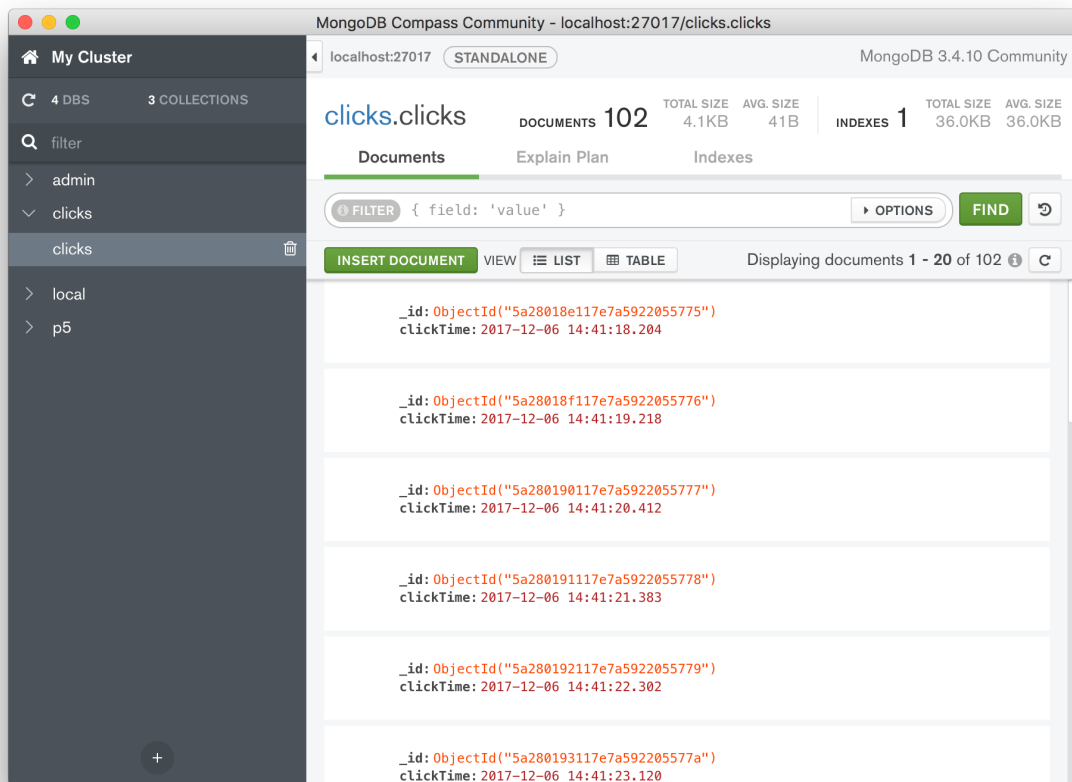 MongoDB Compass Community - localhost:27017/clicks.clicks
My Cluster
4 DBS 3 COLLECTIONS
filter
admin
clicks
clicks
local
p5
+
localhost:27017 STANDALONE MongoDB 3.4.10 Community
clicks.clicks
DOCUMENTS 102 TOTAL SIZE 4.1KB AVG. SIZE 41B
INDEXES 1 TOTAL SIZE 36.0KB AVG. SIZE 36.0KB
Documents Explain Plan Indexes
FILTER { field: 'value' } OPTIONS FIND
INSERT DOCUMENT VIEW LIST TABLE Displaying documents 1 - 20 of 102
_id: ObjectId("5a28018e117e7a5922055775")
clickTime: 2017-12-06 14:41:18.204
_id: ObjectId("5a28018f117e7a5922055776")
clickTime: 2017-12-06 14:41:19.218
_id: ObjectId("5a280190117e7a5922055777")
clickTime: 2017-12-06 14:41:20.412
_id: ObjectId("5a280191117e7a5922055778")
clickTime: 2017-12-06 14:41:21.383
_id: ObjectId("5a280192117e7a5922055779")
clickTime: 2017-12-06 14:41:22.302
_id: ObjectId("5a280193117e7a592205577a")
clickTime: 2017-12-06 14:41:23.120